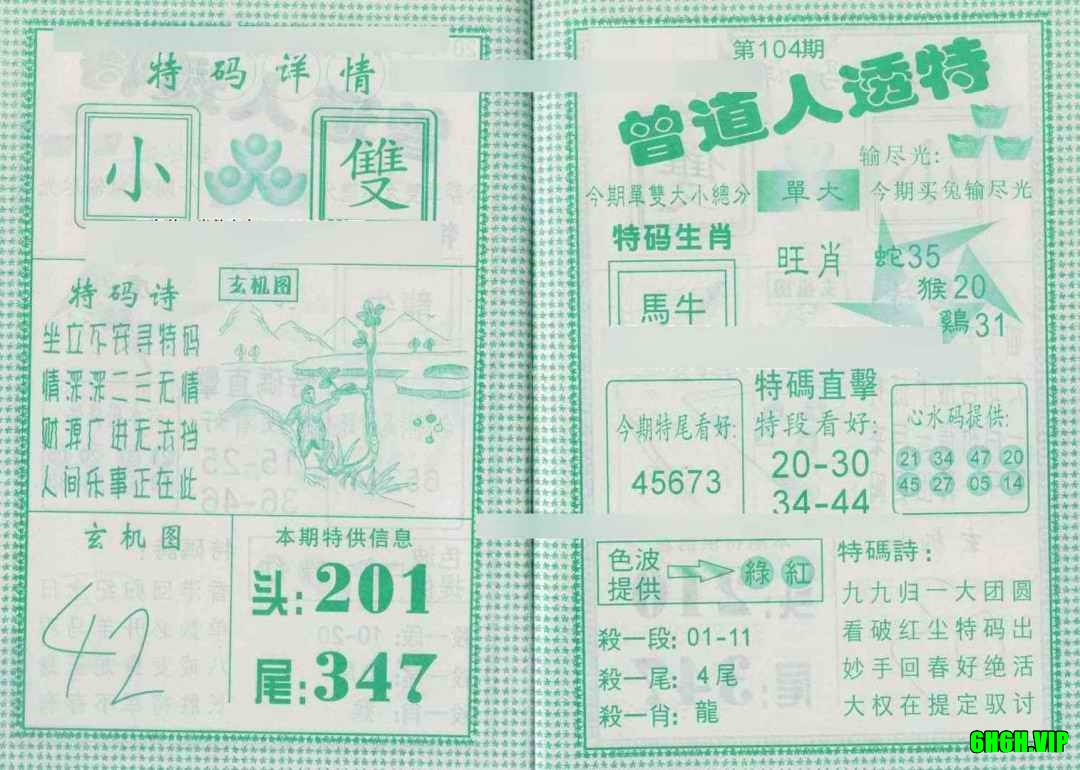 特码详情
小
雙
特码诗
坐立不安寻特码
情深深二三无情
财源广进无法挡
人间乐事正在此
玄机图
玄机图
42
本期特供信息
头:201
尾:347
第104期
曾道人透特
输尽光:
今期單雙大小總分
單大
今期买兔输尽光
特码生肖
馬牛
旺肖
蛇35
猴20
鷄31
今期特尾看好:
45673
特碼直擊
特段看好:
20-30
34-44
心水码提供:
21 34 47 20
45 27 05 14
色波
提供
綠 紅
殺一段: 01-11
殺一尾: 4尾
殺一肖: 龍
特碼詩:
九九归一大团圆
看破红尘特码出
妙手回春好绝活
大权在提定驭讨
6H6H.VIP